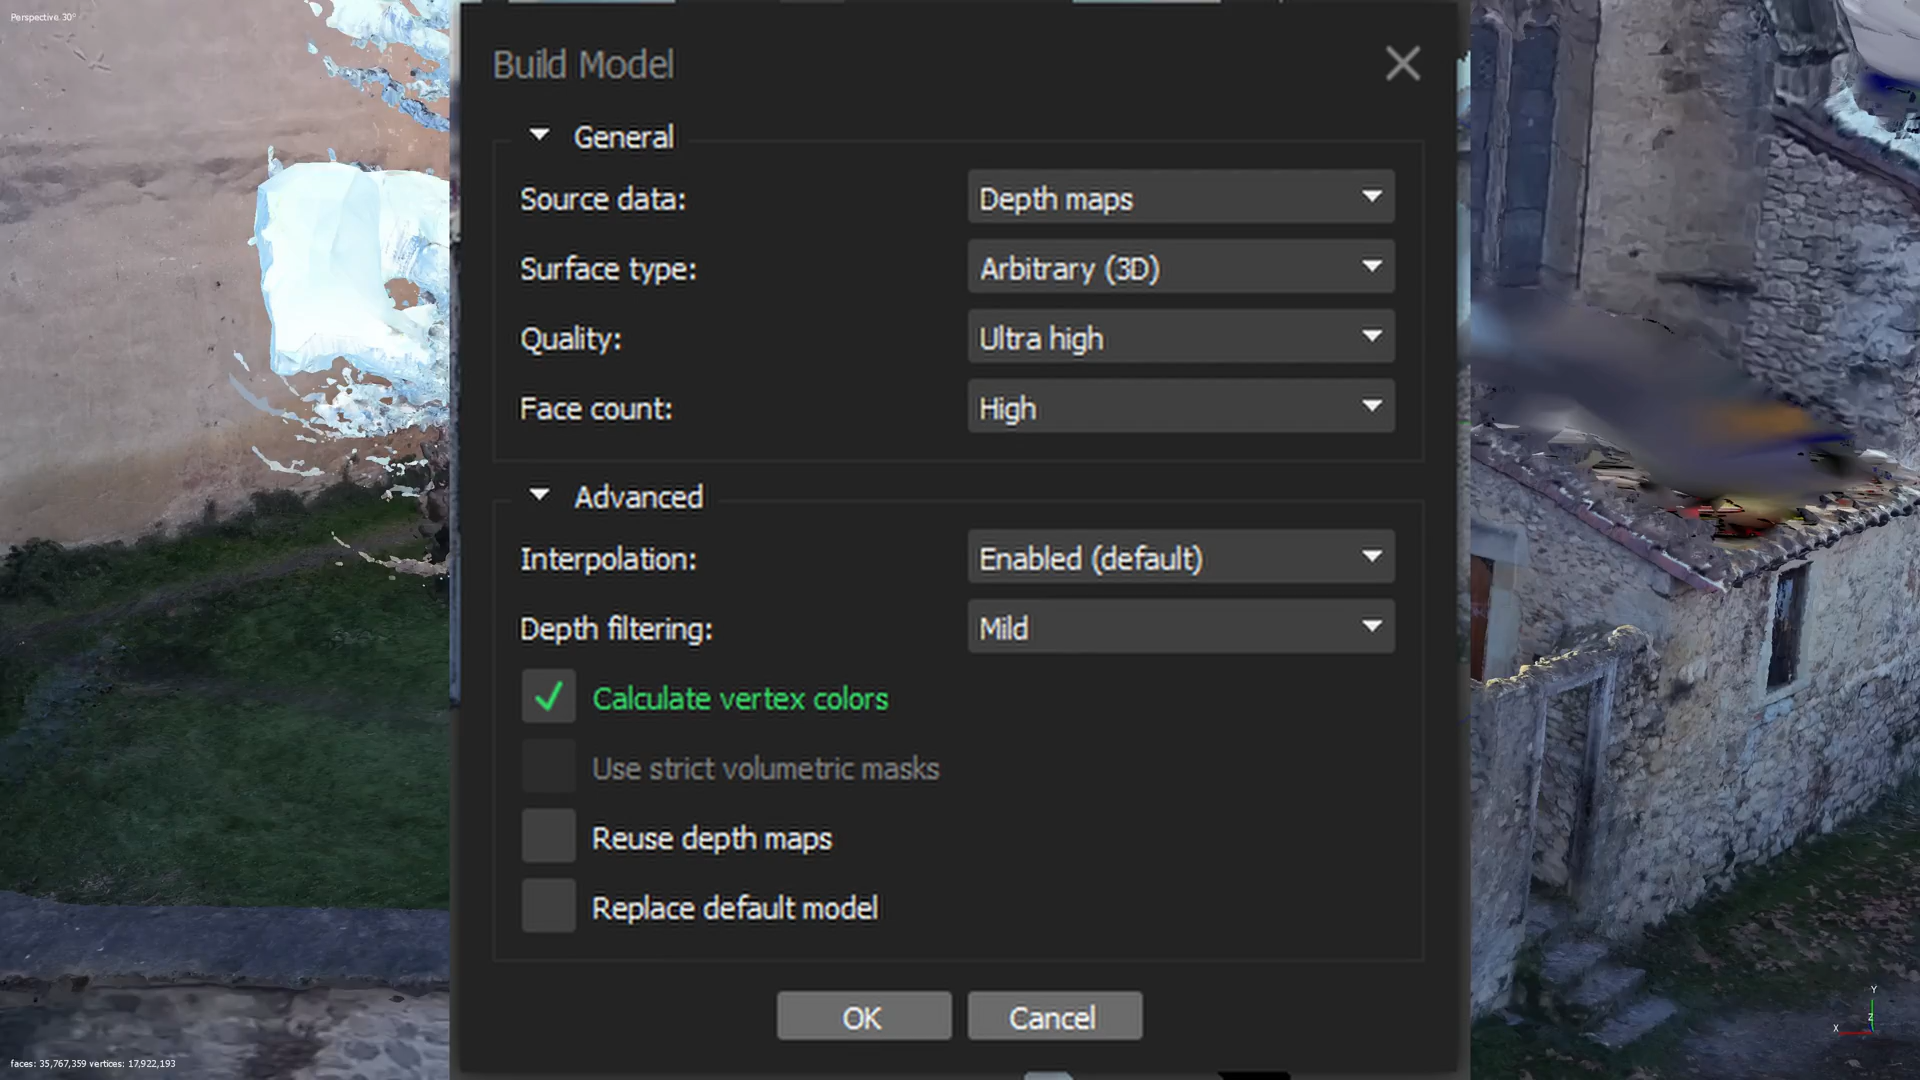 Perspective 30°
Build Model
General
Source data: Depth maps
Surface type: Arbitrary (3D)
Quality: Ultra high
Face count: High
Advanced
Interpolation: Enabled (default)
Depth filtering: Mild
Calculate vertex colors
Use strict volumetric masks
Reuse depth maps
Replace default model
OK Cancel
Y
Z
X
faces: 35,767,359 vertices: 17,922,193